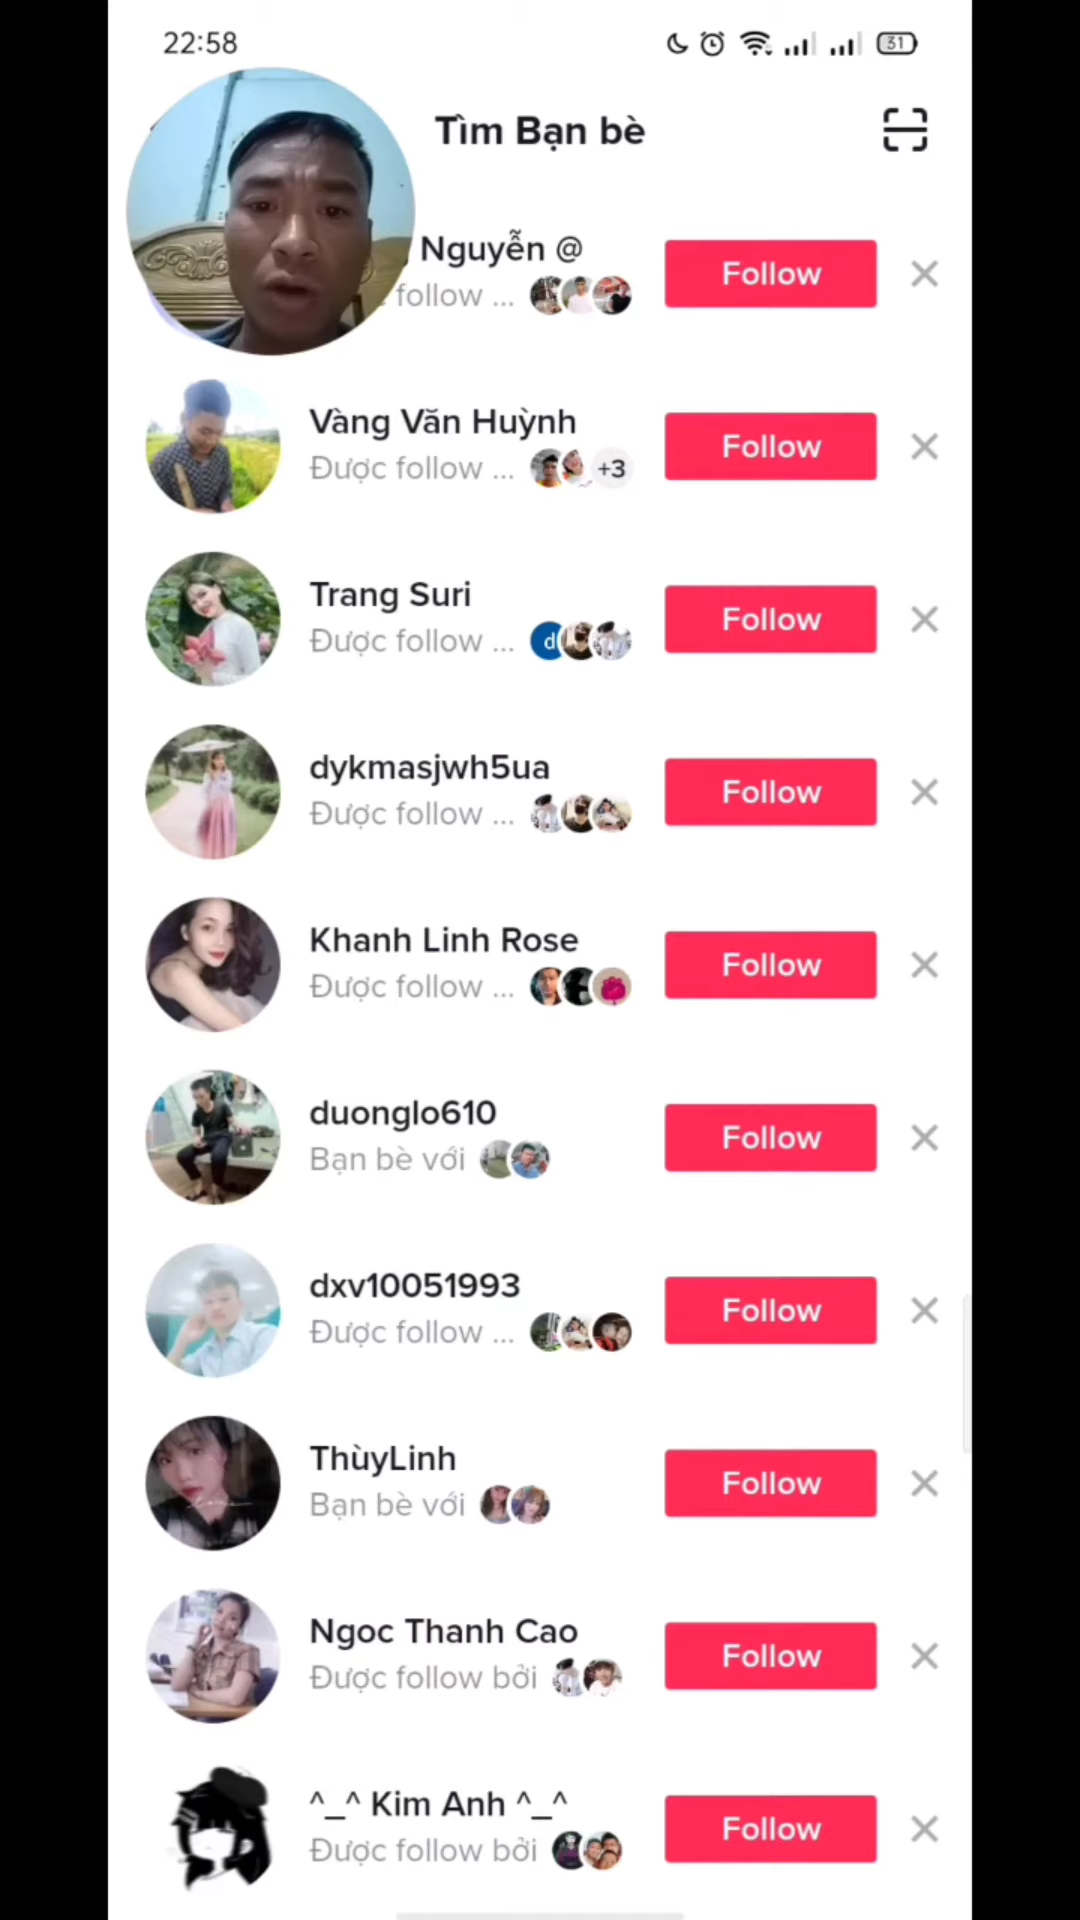 22:58
31
Tìm Bạn bè
Nguyễn @
follow ...
Follow
Vàng Văn Huỳnh
Được follow ... +3
Follow
Trang Suri
Được follow ... d
Follow
dykmasjwh5ua
Được follow ...
Follow
Khanh Linh Rose
Được follow ...
Follow
duonglo610
Bạn bè với
Follow
dxv10051993
Được follow ...
Follow
ThùyLinh
Bạn bè với
Follow
Ngoc Thanh Cao
Được follow bởi
Follow
^_^ Kim Anh ^_^
Được follow bởi
Follow